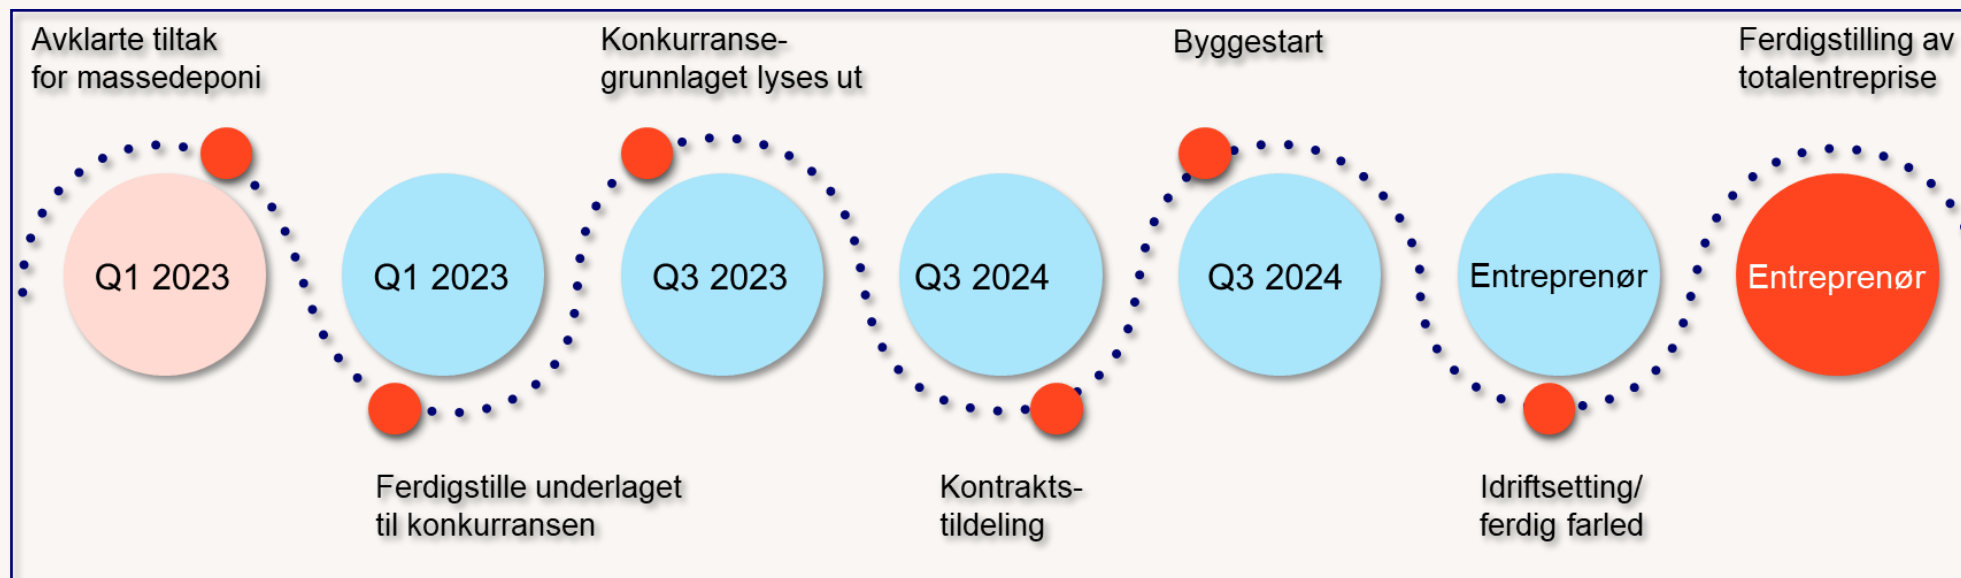 Avklarte tiltak
for massedeponi
Konkurranse-
grunnlaget lyses ut
Byggestart
Ferdigstilling av
totalentreprise
Q1 2023
Q1 2023
Q3 2023
Q3 2024
Q3 2024
Entreprenør
Entreprenør
Ferdigstille underlaget
til konkurransen
Kontrakts-
tildeling
Idriftsetting/
ferdig farled